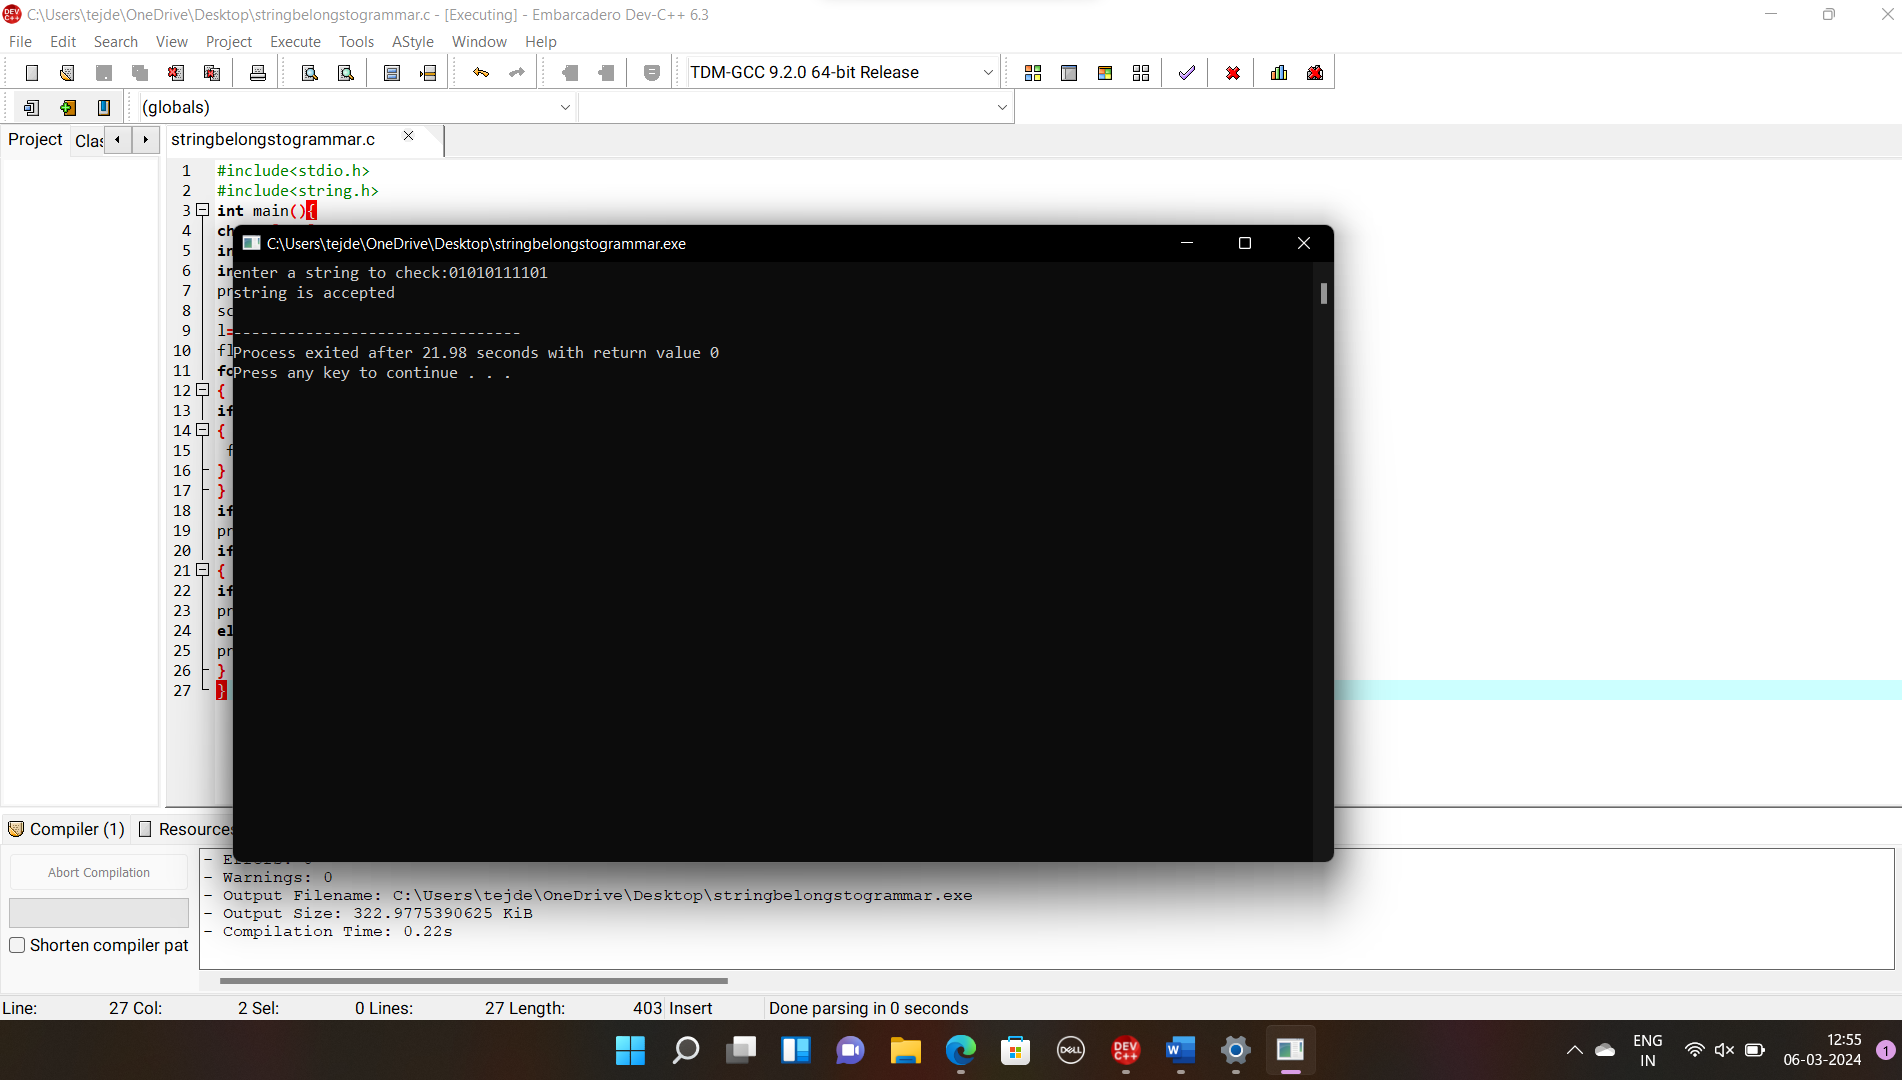 C:\Users\tejde\OneDrive\Desktop\stringbelongstogrammar.c - [Executing] - Embarcadero Dev-C++ 6.3
File Edit Search View Project Execute Tools AStyle Window Help
TDM-GCC 9.2.0 64-bit Release
(globals)
Project Clas stringbelongstogrammar.c
1 #include<stdio.h>
2 #include<string.h>
3 int main(){
4 ch
5 in
6 in
7 pr
8 sc
9 l=
10 fl
11 fo
12 {
13 if
14 {
15 f
16 }
17 }
18 if
19 pr
20 if
21 {
22 if
23 pr
24 el
25 pr
26 }
27 }
C:\Users\tejde\OneDrive\Desktop\stringbelongstogrammar.exe
enter a string to check:01010111101
string is accepted
--------------------------------
Process exited after 21.98 seconds with return value 0
Press any key to continue . . .
Compiler (1) Resources
Abort Compilation
Shorten compiler pat
- Errors: 0
- Warnings: 0
- Output Filename: C:\Users\tejde\OneDrive\Desktop\stringbelongstogrammar.exe
- Output Size: 322.9775390625 KiB
- Compilation Time: 0.22s
Line: 27 Col: 2 Sel: 0 Lines: 27 Length: 403 Insert Done parsing in 0 seconds
DELL
DEV C++
W
ENG
IN
12:55
06-03-2024
1